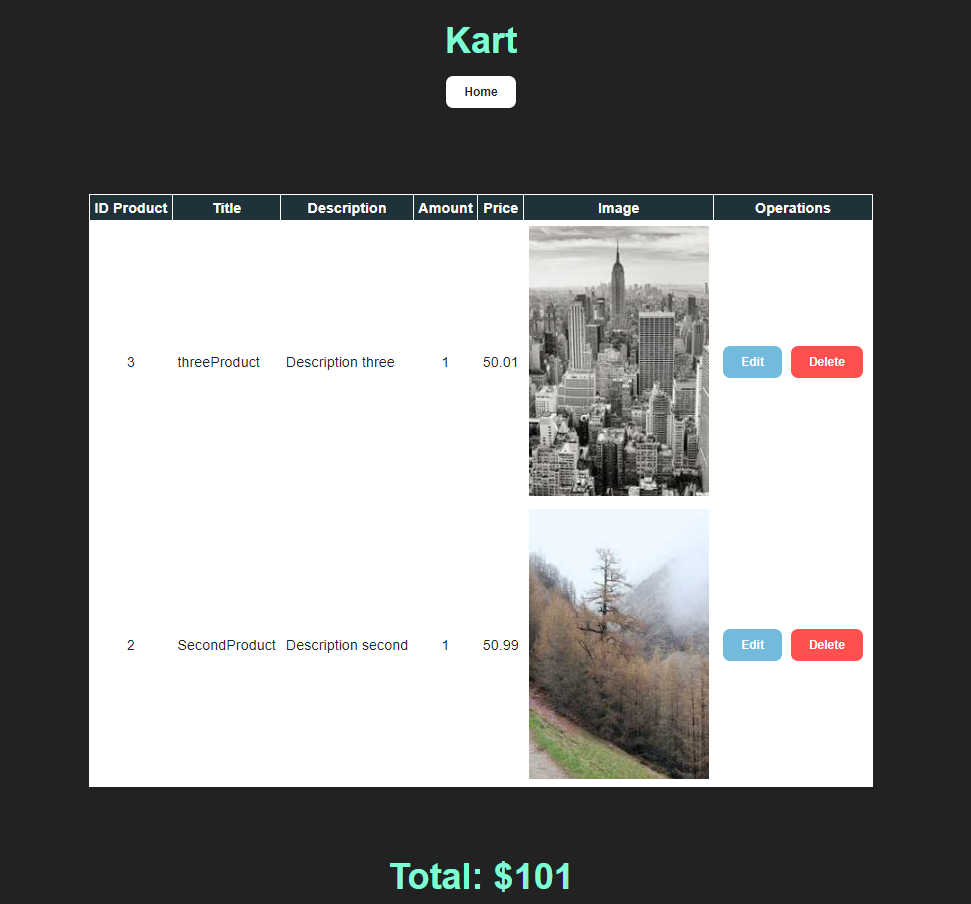 Kart
Home
ID Product Title Description Amount Price Image Operations
3 threeProduct Description three 1 50.01 Edit Delete
2 SecondProduct Description second 1 50.99 Edit Delete
Total: $101